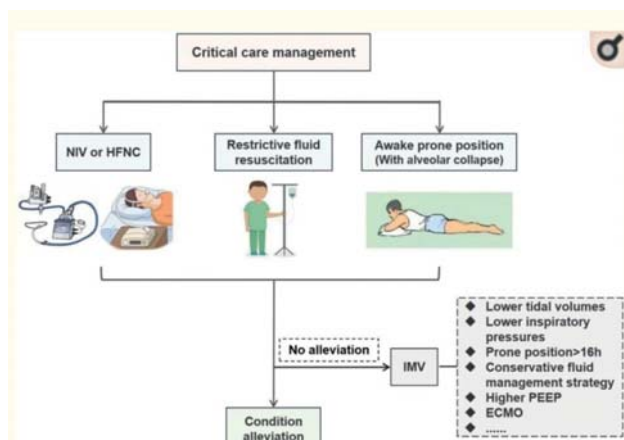 Critical care management
NIV or HFNC
Restrictive fluid
resuscitation
Awake prone position
(With alveolar collapse)
No alleviation
IMV
◆ Lower tidal volumes
◆ Lower inspiratory
pressures
◆ Prone position>16h
◆ Conservative fluid
management strategy
◆ Higher PEEP
◆ ECMO
◆ ......
Condition
alleviation